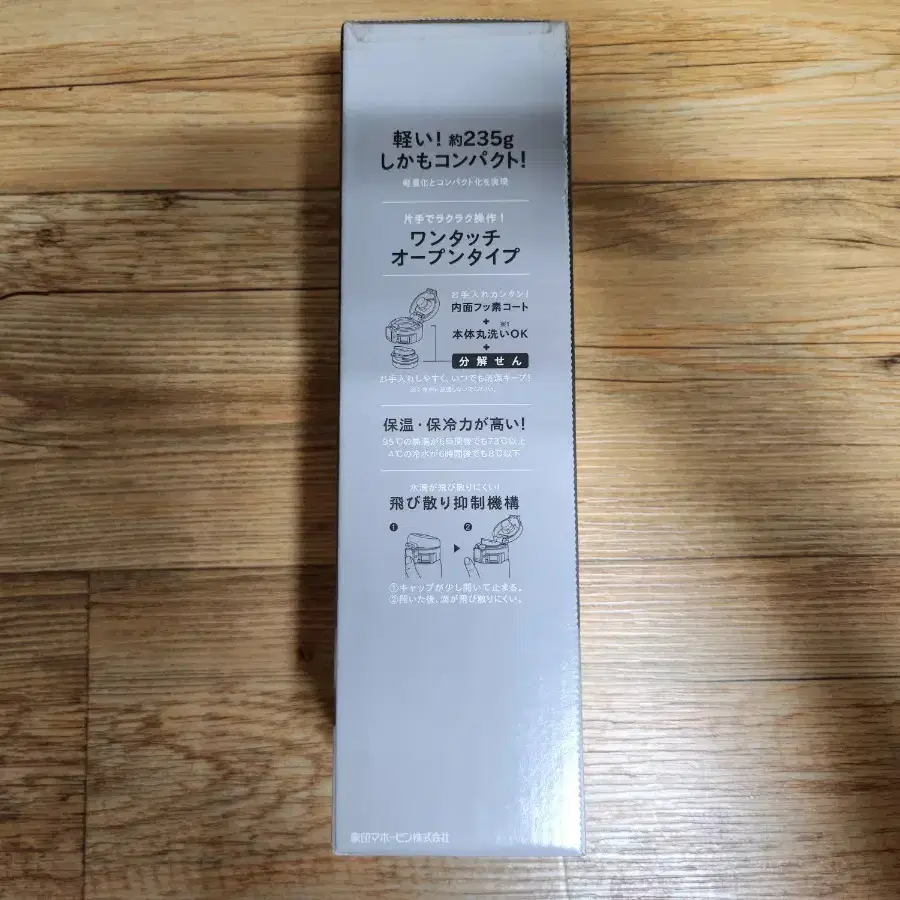 軽い! 約235g
しかもコンパクト!
軽量化とコンパクト化を実現
片手でラクラク操作!
ワンタッチ
オープンタイプ
お手入れカンタン!
内面フッ素コート
+
※1
本体丸洗いOK
+
分解せん
お手入れしやすく、いつでも清潔キープ!
保温・保冷力が高い!
95℃の熱湯が6時間後でも73℃以上
4℃の冷水が6時間後でも8℃以下
水滴が飛び散りにくい!
飛び散り抑制機構
❶
❷
①キャップが少し開いて止まる。
②開いた後、滴が飛び散りにくい。
象印マホービン株式会社